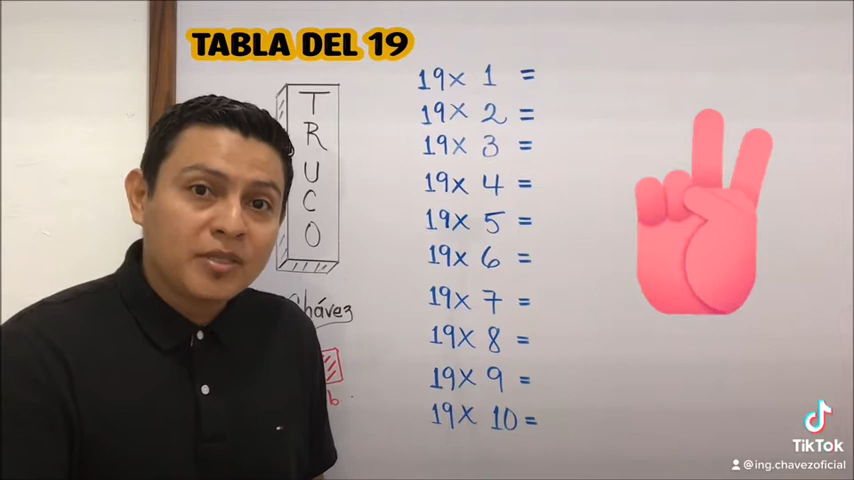 TABLA DEL 19
TRUCO
19x 1 =
19x 2 =
19x 3 =
19x 4 =
19x 5 =
19x 6 =
19x 7 =
19x 8 =
19x 9 =
19x 10 =
Chávez
TikTok
@ing.chavezoficial